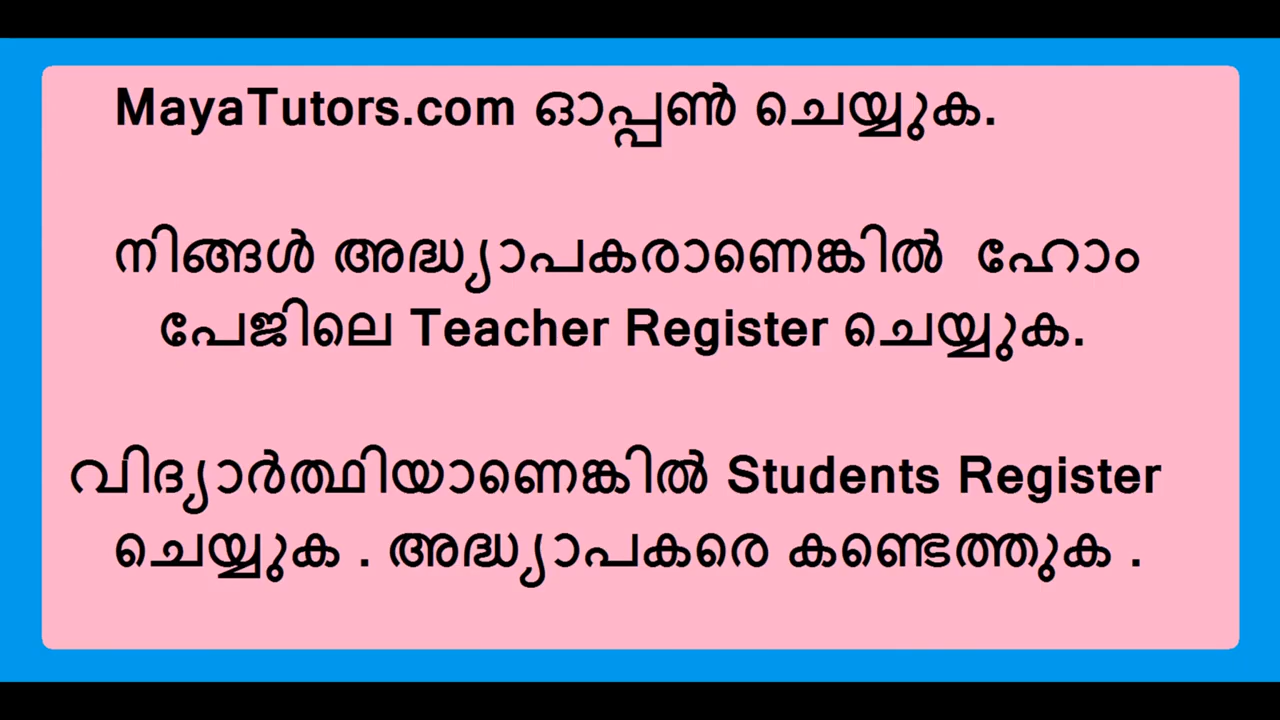 MayaTutors.com ഓപ്പൺ ചെയ്യുക.
നിങ്ങൾ അദ്ധ്യാപകരാണെങ്കിൽ ഹോം
പേജിലെ Teacher Register ചെയ്യുക.
വിദ്യാർത്ഥിയാണെങ്കിൽ Students Register
ചെയ്യുക . അദ്ധ്യാപകരെ കണ്ടെത്തുക .